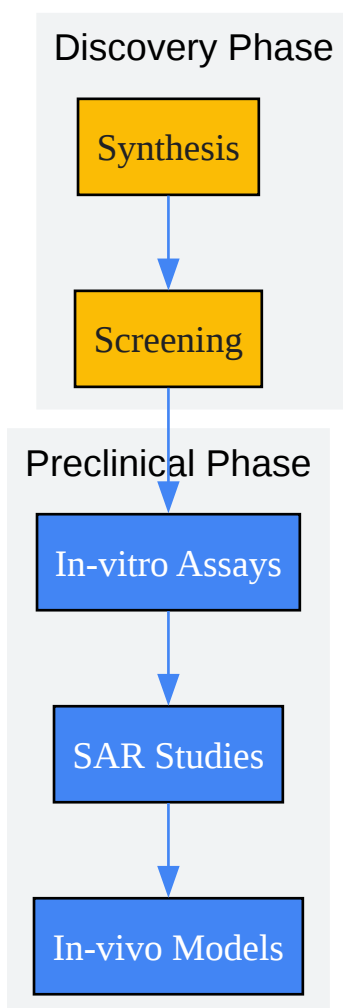 Discovery Phase
Synthesis
Screening
Preclinical Phase
In-vitro Assays
SAR Studies
In-vivo Models